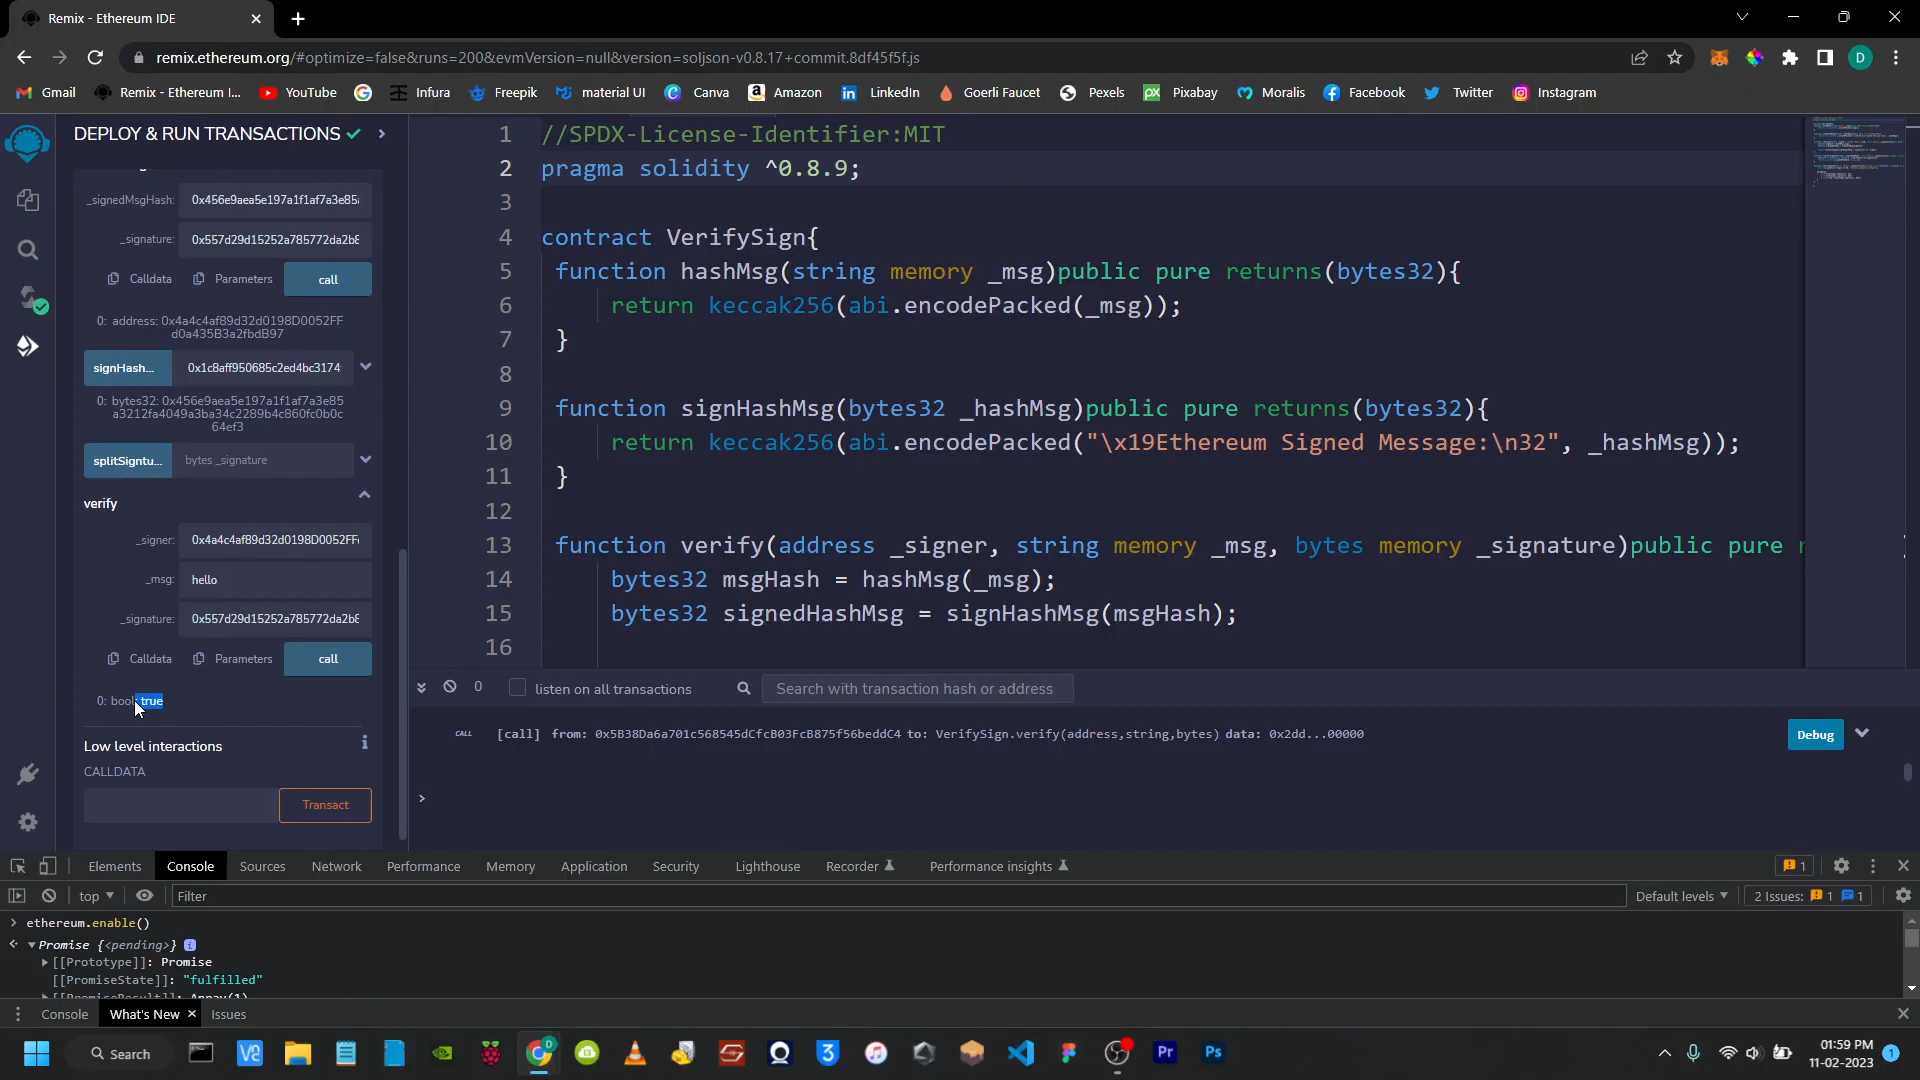 Remix - Ethereum IDE
remix.ethereum.org/#optimize=false&runs=200&evmVersion=null&version=soljson-v0.8.17+commit.8df45f5f.js
D
Gmail
Remix - Ethereum I...
YouTube
Infura
Freepik
material UI
Canva
Amazon
LinkedIn
Goerli Faucet
Pexels
Pixabay
Moralis
Facebook
Twitter
Instagram
DEPLOY & RUN TRANSACTIONS
_signedMsgHash: 0x456e9aea5e197a1f1af7a3e85
_signature: 0x557d29d15252a785772da2b8
Calldata Parameters call
0: address: 0x4a4c4af89d32d0198D0052FF
d0a435B3a2fbdB97
signHash... 0x1c8aff950685c2ed4bc3174
0: bytes32: 0x456e9aea5e197a1f1af7a3e85
a3212fa4049a3ba34c2289b4c860fc0b0c
64ef3
splitSigntu... bytes _signature
verify
_signer: 0x4a4c4af89d32d0198D0052FF
_msg: hello
_signature: 0x557d29d15252a785772da2b8
Calldata Parameters call
0: bool: true
Low level interactions
CALLDATA
Transact
1 //SPDX-License-Identifier:MIT
2 pragma solidity ^0.8.9;
3
4 contract VerifySign{
5 function hashMsg(string memory _msg)public pure returns(bytes32){
6 return keccak256(abi.encodePacked(_msg));
7 }
8
9 function signHashMsg(bytes32 _hashMsg)public pure returns(bytes32){
10 return keccak256(abi.encodePacked("\x19Ethereum Signed Message:\n32", _hashMsg));
11 }
12
13 function verify(address _signer, string memory _msg, bytes memory _signature)public pure
14 bytes32 msgHash = hashMsg(_msg);
15 bytes32 signedHashMsg = signHashMsg(msgHash);
16
0 listen on all transactions Search with transaction hash or address
CALL [call] from: 0x5B38Da6a701c568545dCfcB03FcB875f56beddC4 to: VerifySign.verify(address,string,bytes) data: 0x2dd...00000 Debug
>
Elements Console Sources Network Performance Memory Application Security Lighthouse Recorder Performance insights 1
top Filter Default levels 2 Issues: 1 1
> ethereum.enable()
Promise {<pending>}
[[Prototype]]: Promise
[[PromiseState]]: "fulfilled"
[[PromiseResult]]: Array(1)
Console What's New Issues
Search
01:59 PM
11-02-2023
1